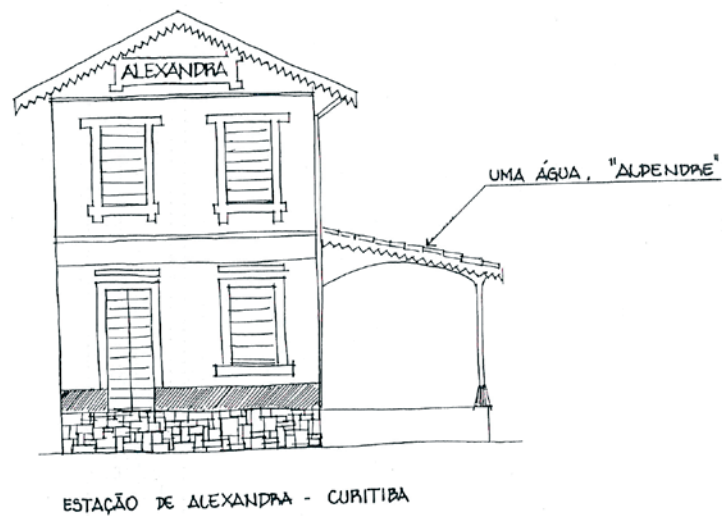 ALEXANDRA
UMA ÁGUA. "ALPENDRE"
ESTAÇÃO DE ALEXANDRA - CURITIBA